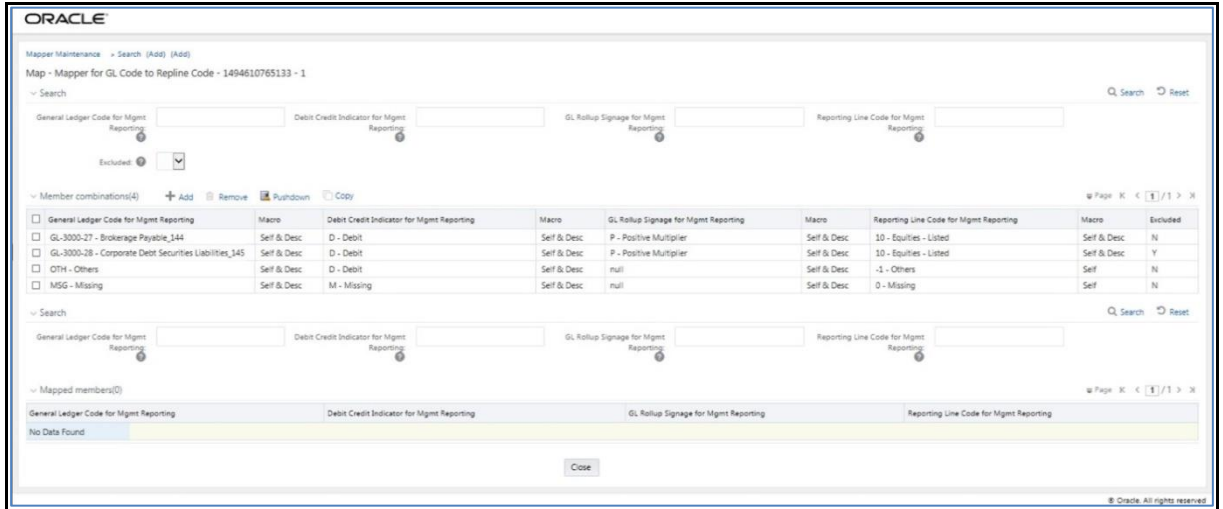 ORACLE
Mapper Maintenance > Search (Add) (Add)
Map - Mapper for GL Code to Repline Code - 1494610765133 - 1
Search
Search Reset
General Ledger Code for Mgmt Reporting:
Debit Credit Indicator for Mgmt Reporting:
GL Rollup Signage for Mgmt Reporting:
Reporting Line Code for Mgmt Reporting:
Excluded:
Member combinations(4) Add Remove Pushdown Copy
Page 1 / 1
General Ledger Code for Mgmt Reporting Macro Debit Credit Indicator for Mgmt Reporting Macro GL Rollup Signage for Mgmt Reporting Macro Reporting Line Code for Mgmt Reporting Macro Excluded
GL-3000-27 - Brokerage Payable_144 Self & Desc D - Debit Self & Desc P - Positive Multiplier Self & Desc 10 - Equities - Listed Self & Desc N
GL-3000-28 - Corporate Debt Securities Liabilities_145 Self & Desc D - Debit Self & Desc P - Positive Multiplier Self & Desc 10 - Equities - Listed Self & Desc Y
OTH - Others Self & Desc D - Debit Self & Desc null Self & Desc -1 - Others Self N
MSG - Missing Self & Desc M - Missing Self & Desc null Self & Desc 0 - Missing Self N
Search
Search Reset
General Ledger Code for Mgmt Reporting:
Debit Credit Indicator for Mgmt Reporting:
GL Rollup Signage for Mgmt Reporting:
Reporting Line Code for Mgmt Reporting:
Mapped members(0)
Page 1 / 1
General Ledger Code for Mgmt Reporting Debit Credit Indicator for Mgmt Reporting GL Rollup Signage for Mgmt Reporting Reporting Line Code for Mgmt Reporting
No Data Found
Close
© Oracle. All rights reserved